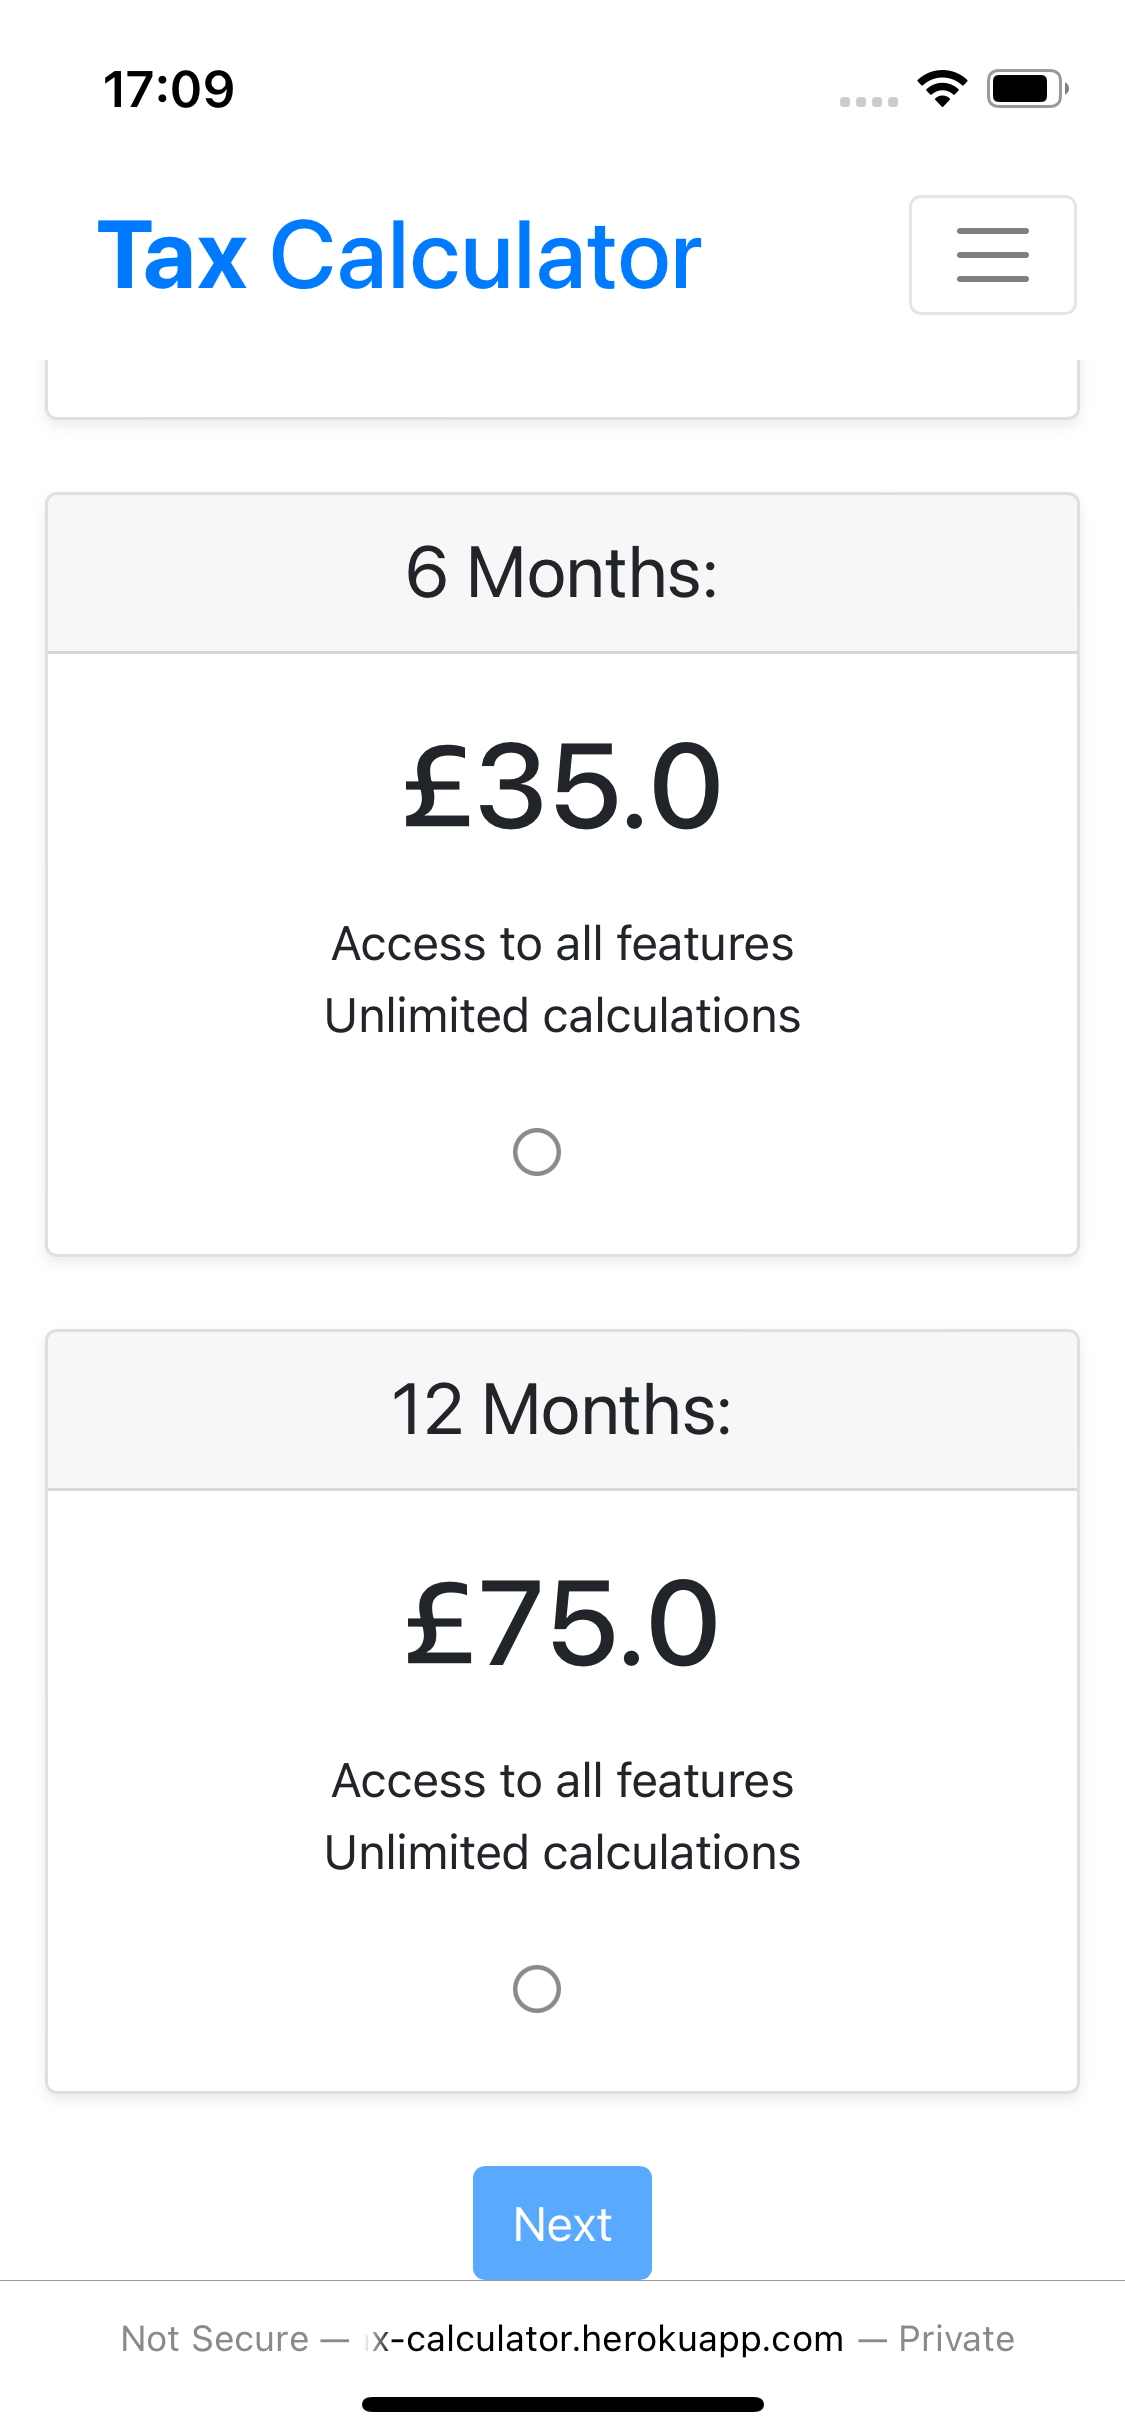 17:09
Tax Calculator
6 Months:
£35.0
Access to all features
Unlimited calculations
12 Months:
£75.0
Access to all features
Unlimited calculations
Next
Not Secure — x-calculator.herokuapp.com — Private